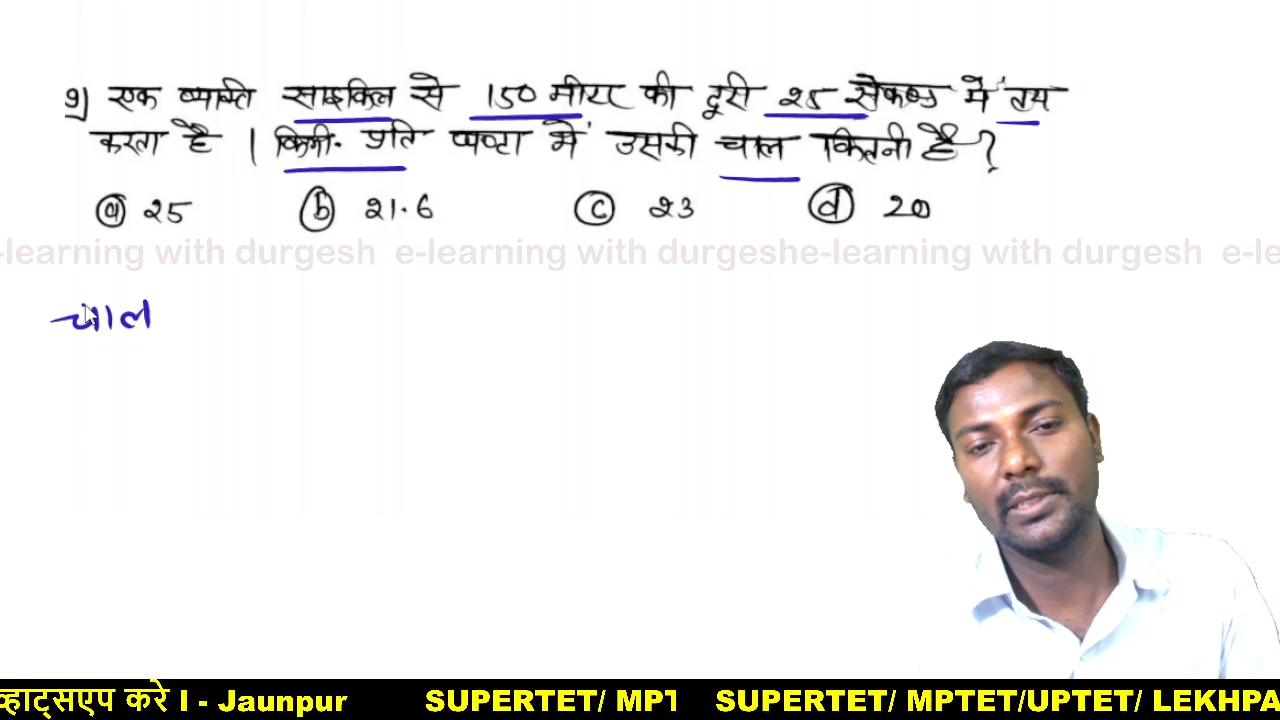 9) एक व्यक्ति साइकिल से 150 मीटर की दूरी 25 सेकण्ड में तय
करता है । किमी. प्रति घण्टा में उसकी चाल कितनी है ?
(a) 25 (b) 21.6 (c) 23 (d) 20
-learning with durgesh e-learning with durgeshe-learning with durgesh e-le
चाल
व्हाट्सएप करे I - Jaunpur SUPERTET/ MPT SUPERTET/ MPTET/UPTET/ LEKHPA